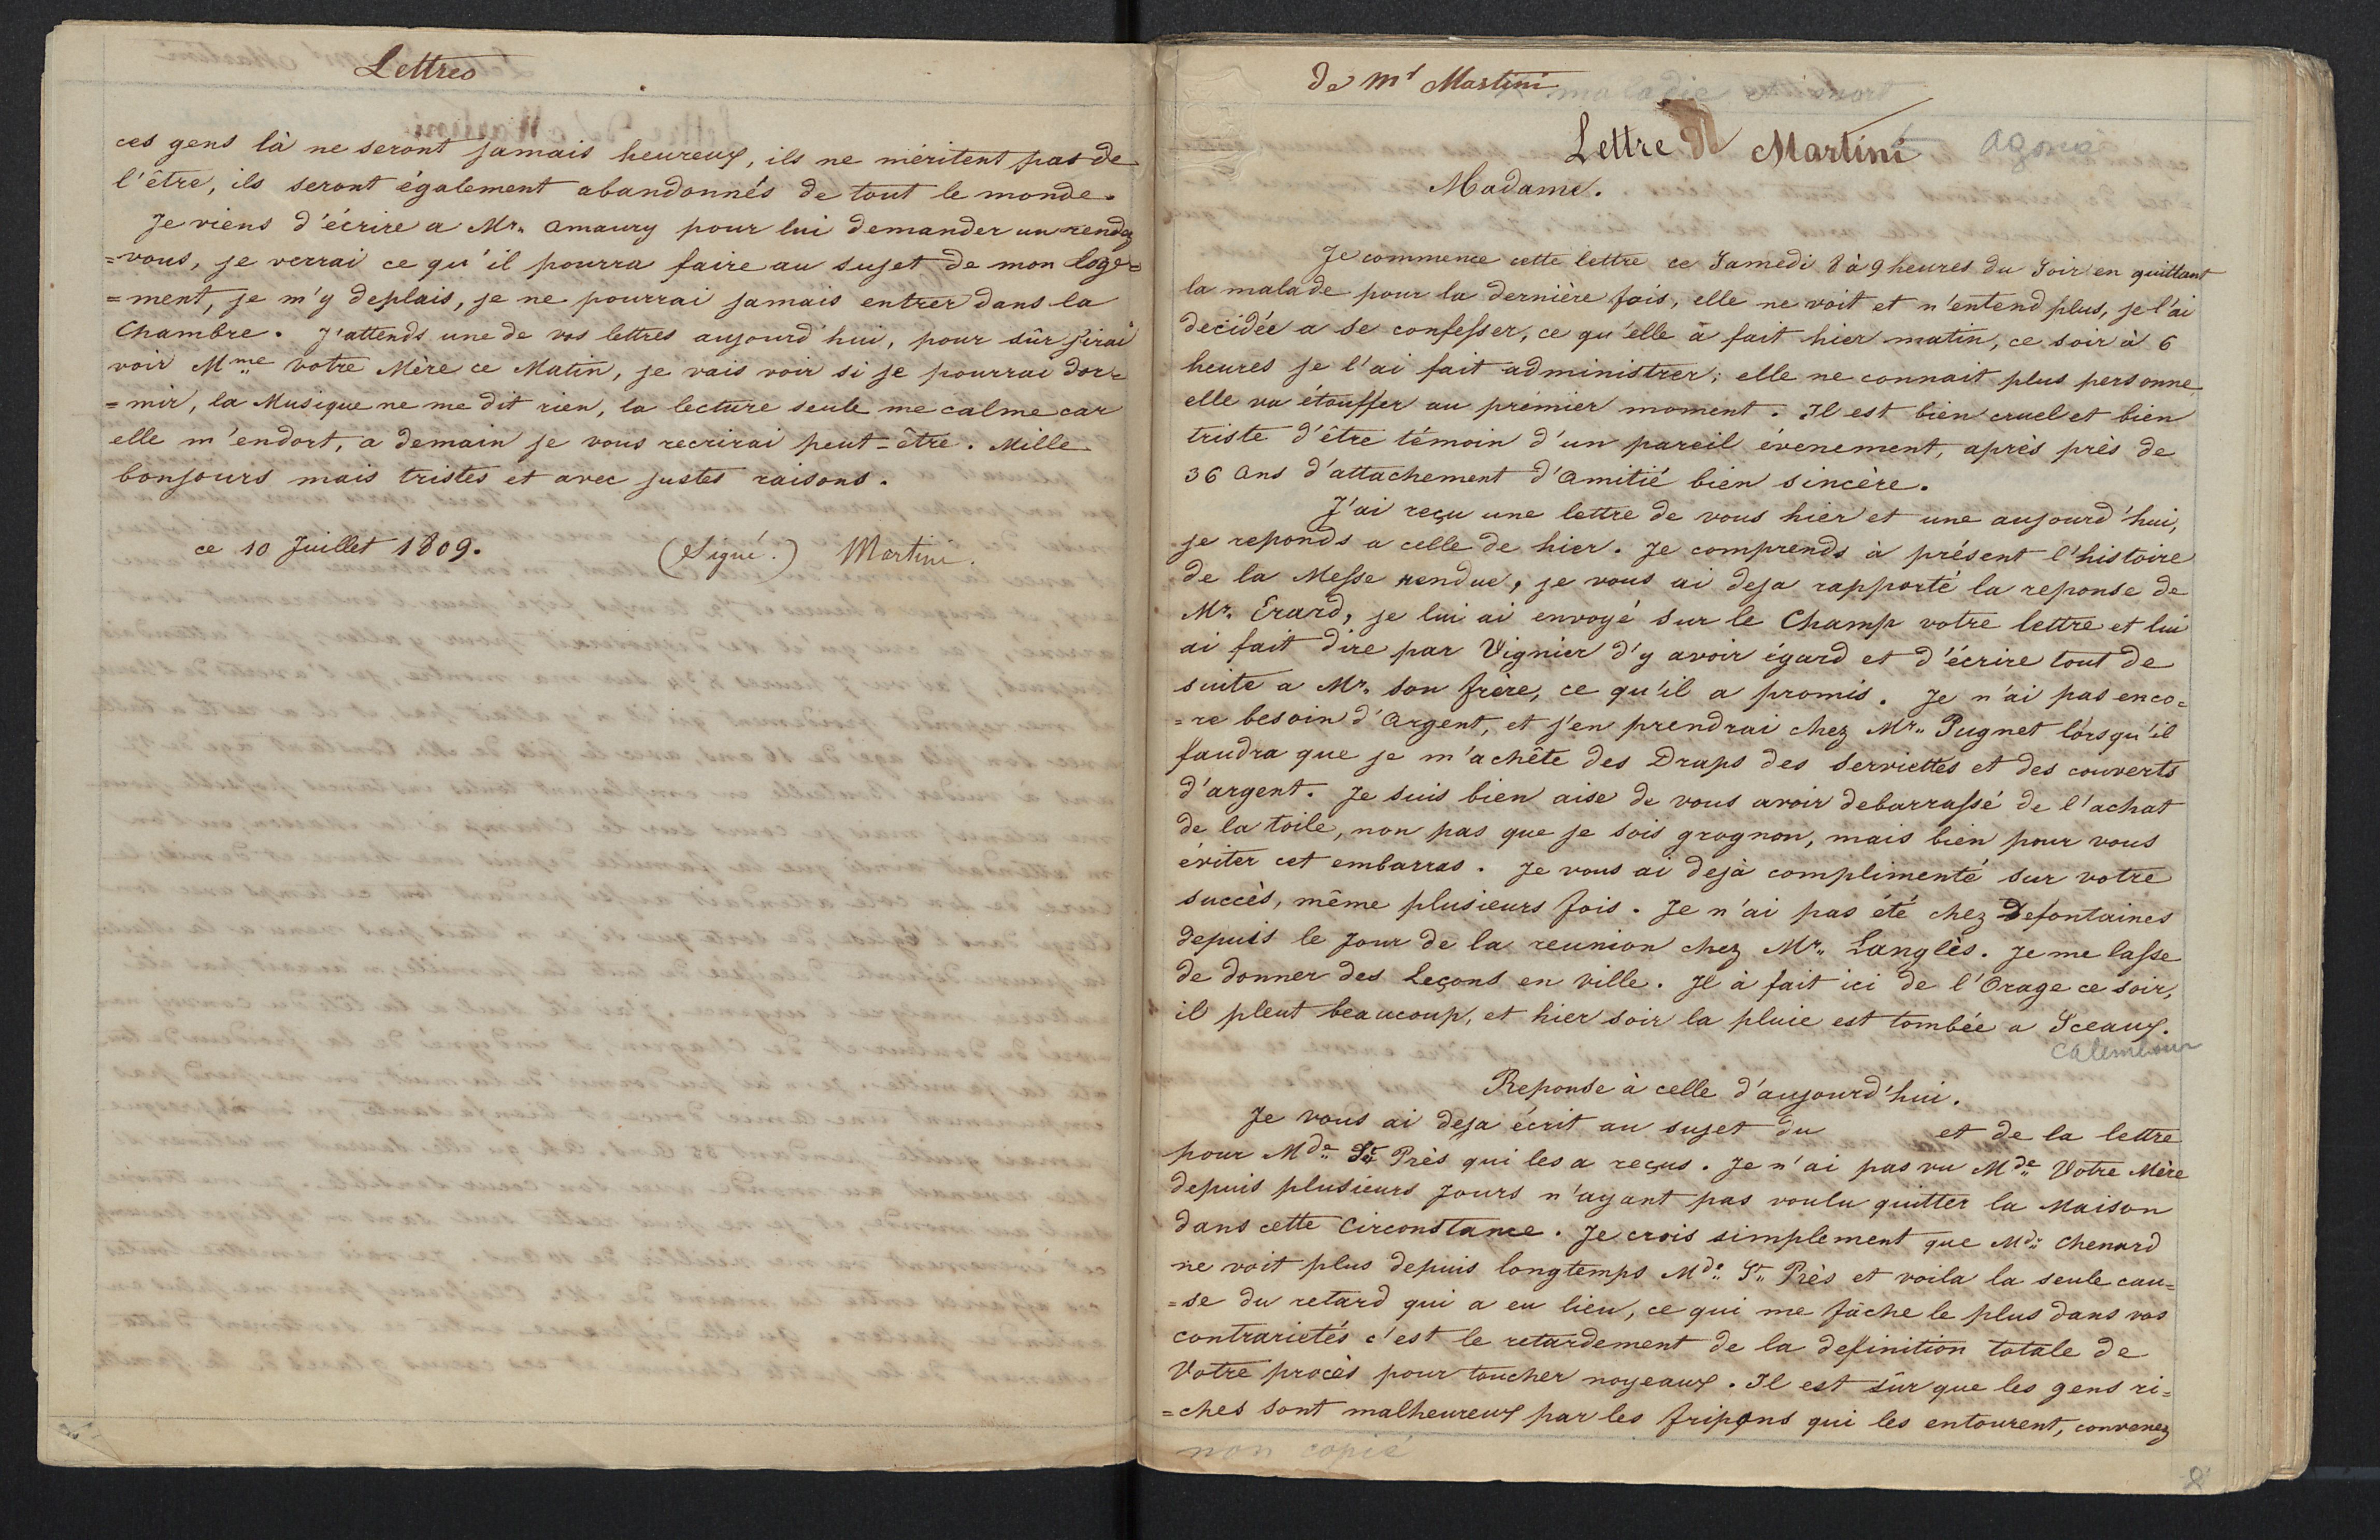 Lettres
ces gens là ne seront jamais heureux, ils ne méritent pas de
l'être, ils seront également abandonnés de tout le monde.
Je viens d'écrire a Mr. Amaury pour lui demander un rendez
=vous, je verrai ce qu'il pourra faire au sujet de mon loge=
=ment, je m'y deplais, je ne pourrai jamais entrer dans la
Chambre. J'attends une de vos lettres aujourd'hui, pour sûr j'irai
voir Mme votre Mère ce Matin, je vais voir si je pourrai dor=
=mir, la Musique ne me dit rien, la lecture seule me calme car
elle m'endort, a demain je vous recrirai peut-être. Mille
bonjours mais tristes et avec justes raisons.
ce 10 Juillet 1809. (Signé.) Martini.
de Mr Martini
maladie et mort
Lettre de Martini agonie
Madame.
Je commence cette lettre ce Samedi 8 à 9 heures du Soir en quittant
la malade pour la dernière fois, elle ne voit et n'entend plus, je l'ai
decidée a se confesser, ce qu'elle à fait hier matin, ce soir à 6
heures je l'ai fait administrer; elle ne connait plus personne
elle va étouffer au premier moment. Il est bien cruel et bien
triste d'être témoin d'un pareil évenement, après près de
36 ans d'attachement d'amitié bien sincère.
J'ai reçu une lettre de vous hier et une aujourd'hui,
je reponds a celle de hier. Je comprends à présent l'histoire
de la Messe rendue, je vous ai deja rapporté la reponse de
Mr. Erard, je lui ai envoyé sur le Champ votre lettre et lui
ai fait dire par Vignier d'y avoir égard et d'écrire tout de
suite a Mr. son frère, ce qu'il a promis. Je n'ai pas enco=
=re besoin d'Argent, et j'en prendrai chez Mr. Pugnet lorsqu'il
faudra que je m'achête des Draps des Serviettes et des couverts
d'argent. Je suis bien aise de vous avoir debarrassé de l'achat
de la toile, non pas que je sois grognon, mais bien pour vous
éviter cet embarras. Je vous ai dejà complimenté sur votre
succès, même plusieurs fois. Je n'ai pas été chez Defontaines
depuis le Jour de la reunion chez Mr. Langlès. Je me lasse
de donner des Leçons en ville. Il à fait ici de l'Orage ce soir,
il pleut beaucoup, et hier soir la pluie est tombée a Sceaux.
calembour
Reponse à celle d'aujourd'hui.
Je vous ai deja écrit au sujet du et de la lettre
pour Mde St. Près qui les a reçus. Je n'ai pas vu Mde Votre Mère
depuis plusieurs Jours n'ayant pas voulu quitter la Maison
dans cette Circonstance. Je crois simplement que Mde Chenard
ne voit plus depuis longtemps Mde St. Près et voila la seule cau=
=se du retard qui a eu lieu, ce qui me fâche le plus dans vos
contrarietés c'est le retardement de la definition totale de
Votre procès pour toucher noyeaux. Il est sûr que les gens ri=
=ches sont malheureux par les fripons qui les entourent, convenez
non copié